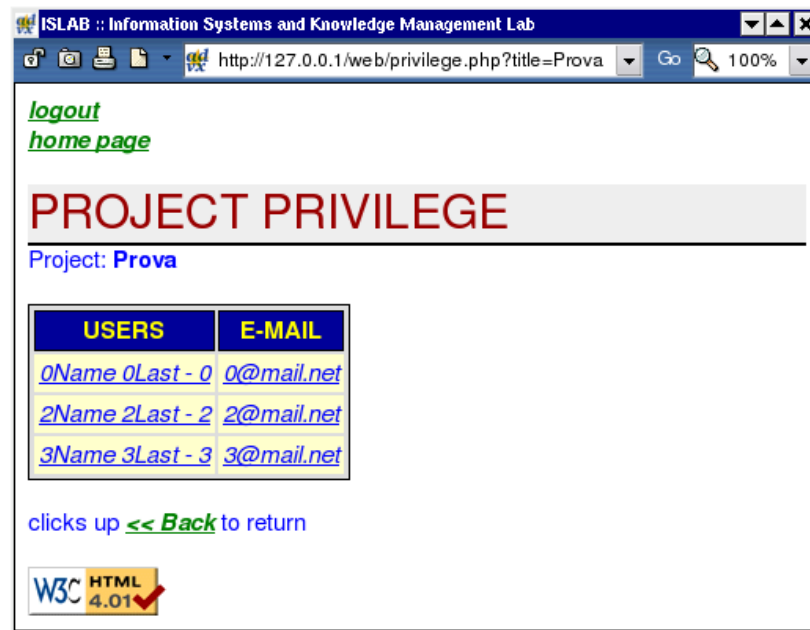 ISLAB :: Information Systems and Knowledge Management Lab
http://127.0.0.1/web/privilege.php?title=Prova Go 100%
logout
home page
PROJECT PRIVILEGE
Project: Prova
USERS E-MAIL
0Name 0Last - 0 0@mail.net
2Name 2Last - 2 2@mail.net
3Name 3Last - 3 3@mail.net
clicks up << Back to return
W3C HTML
4.01